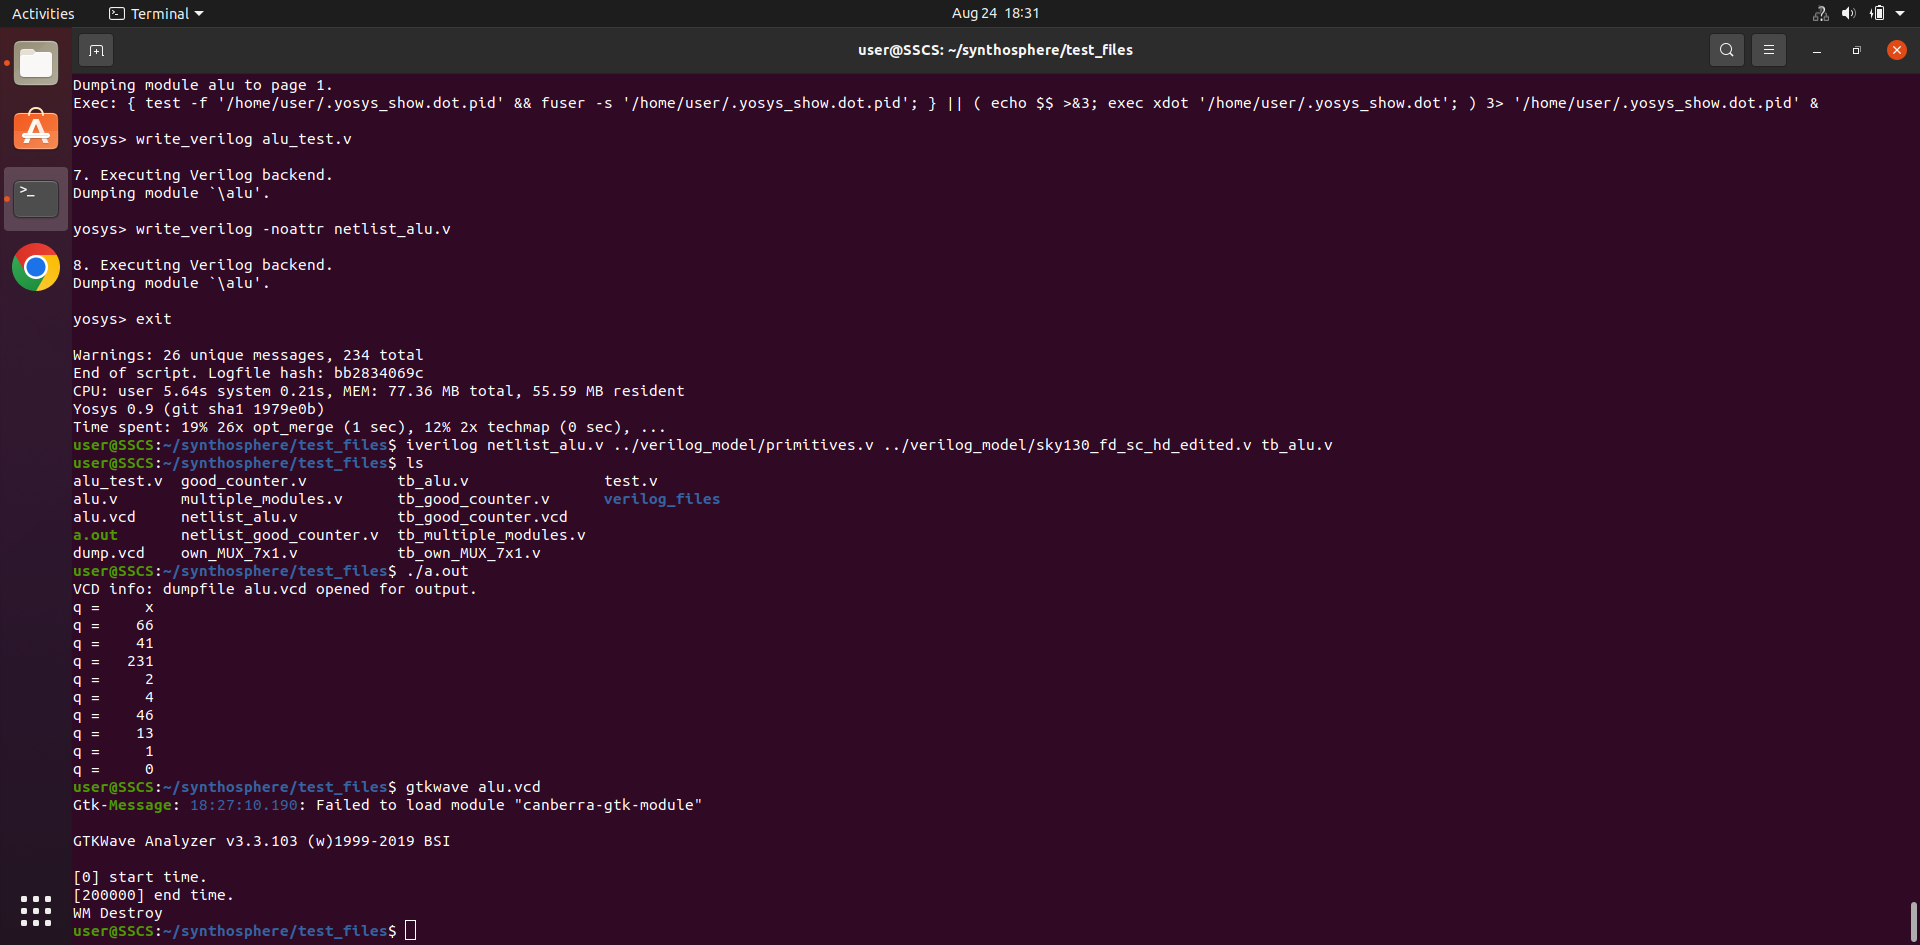 Activities Terminal Aug 24 18:31
user@SSCS: ~/synthosphere/test_files
Dumping module alu to page 1.
Exec: { test -f '/home/user/.yosys_show.dot.pid' && fuser -s '/home/user/.yosys_show.dot.pid'; } || ( echo $$ >&3; exec xdot '/home/user/.yosys_show.dot'; ) 3> '/home/user/.yosys_show.dot.pid' &
yosys> write_verilog alu_test.v
7. Executing Verilog backend.
Dumping module `\alu'.
yosys> write_verilog -noattr netlist_alu.v
8. Executing Verilog backend.
Dumping module `\alu'.
yosys> exit
Warnings: 26 unique messages, 234 total
End of script. Logfile hash: bb2834069c
CPU: user 5.64s system 0.21s, MEM: 77.36 MB total, 55.59 MB resident
Yosys 0.9 (git sha1 1979e0b)
Time spent: 19% 26x opt_merge (1 sec), 12% 2x techmap (0 sec), ...
user@SSCS:~/synthosphere/test_files$ iverilog netlist_alu.v ../verilog_model/primitives.v ../verilog_model/sky130_fd_sc_hd_edited.v tb_alu.v
user@SSCS:~/synthosphere/test_files$ ls
alu_test.v  good_counter.v          tb_alu.v               test.v
alu.v       multiple_modules.v      tb_good_counter.v      verilog_files
alu.vcd     netlist_alu.v           tb_good_counter.vcd
a.out       netlist_good_counter.v  tb_multiple_modules.v
dump.vcd    own_MUX_7x1.v           tb_own_MUX_7x1.v
user@SSCS:~/synthosphere/test_files$ ./a.out
VCD info: dumpfile alu.vcd opened for output.
q =     x
q =    66
q =    41
q =   231
q =     2
q =     4
q =    46
q =    13
q =     1
q =     0
user@SSCS:~/synthosphere/test_files$ gtkwave alu.vcd
Gtk-Message: 18:27:10.190: Failed to load module "canberra-gtk-module"
GTKWave Analyzer v3.3.103 (w)1999-2019 BSI
[0] start time.
[200000] end time.
WM Destroy
user@SSCS:~/synthosphere/test_files$